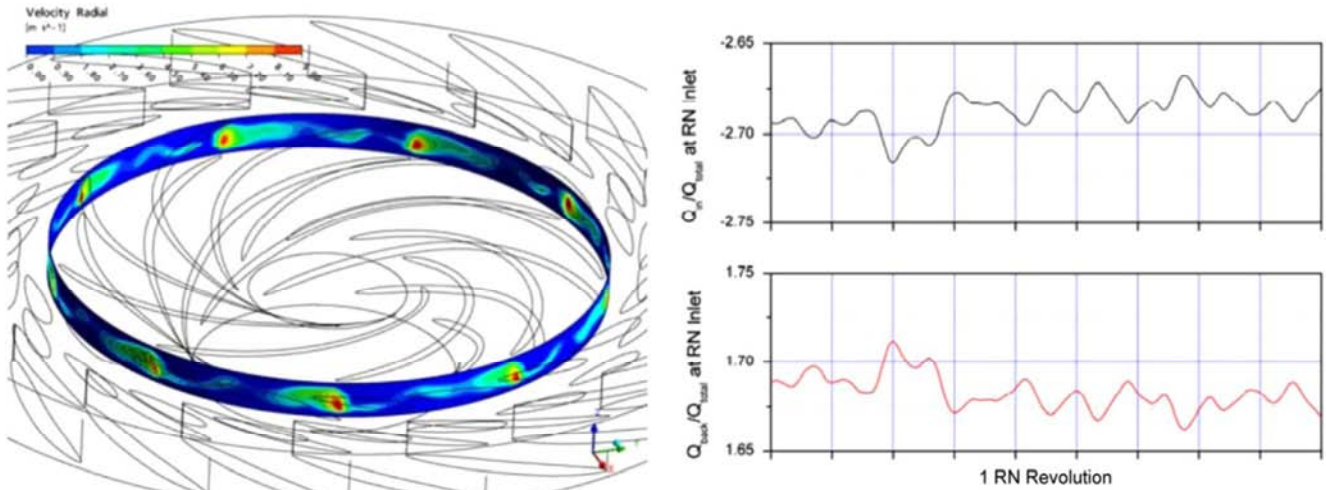 Velocity Radial
[m s^-1]
-2.65
-2.70
-2.75
Q_in/Q_total at RN Inlet
1.75
1.70
1.65
Q_back/Q_total at RN Inlet
1 RN Revolution